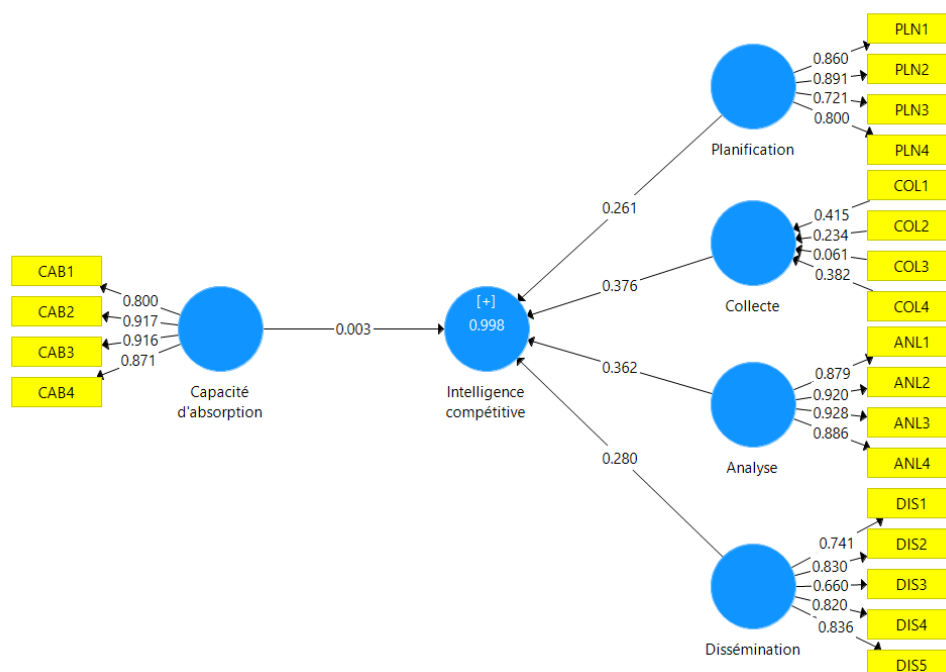 PLN1
0.860
PLN2
0.891
PLN3
0.721
PLN4
0.800
Planification
COL1
0.415
COL2
0.234
COL3
0.061
COL4
0.382
Collecte
0.261
0.376
0.362
0.280
CAB1
0.800
CAB2
0.917
CAB3
0.916
CAB4
0.871
Capacité
d'absorption
0.003
[+]
0.998
Intelligence
compétitive
ANL1
0.879
ANL2
0.920
ANL3
0.928
ANL4
0.886
Analyse
DIS1
0.741
DIS2
0.830
DIS3
0.660
DIS4
0.820
DIS5
0.836
Dissémination